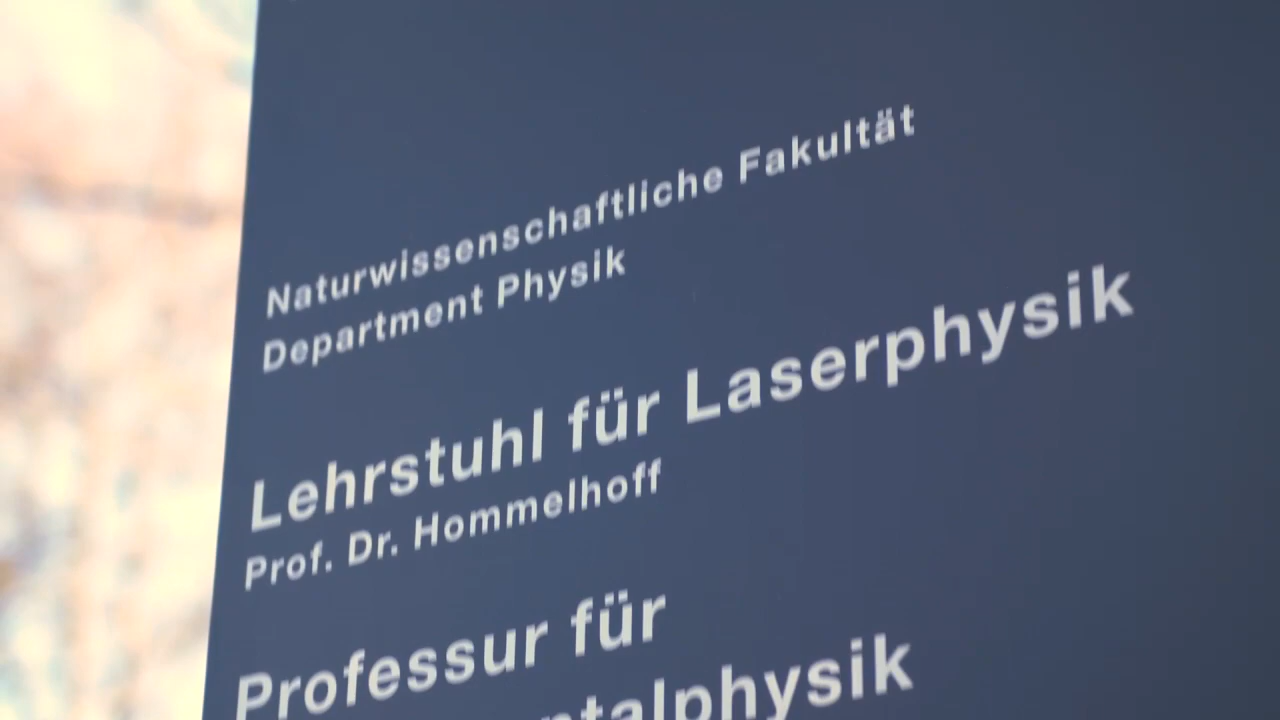 Naturwissenschaftliche Fakultät
Department Physik
Lehrstuhl für Laserphysik
Prof. Dr. Hommelhoff
Professur für